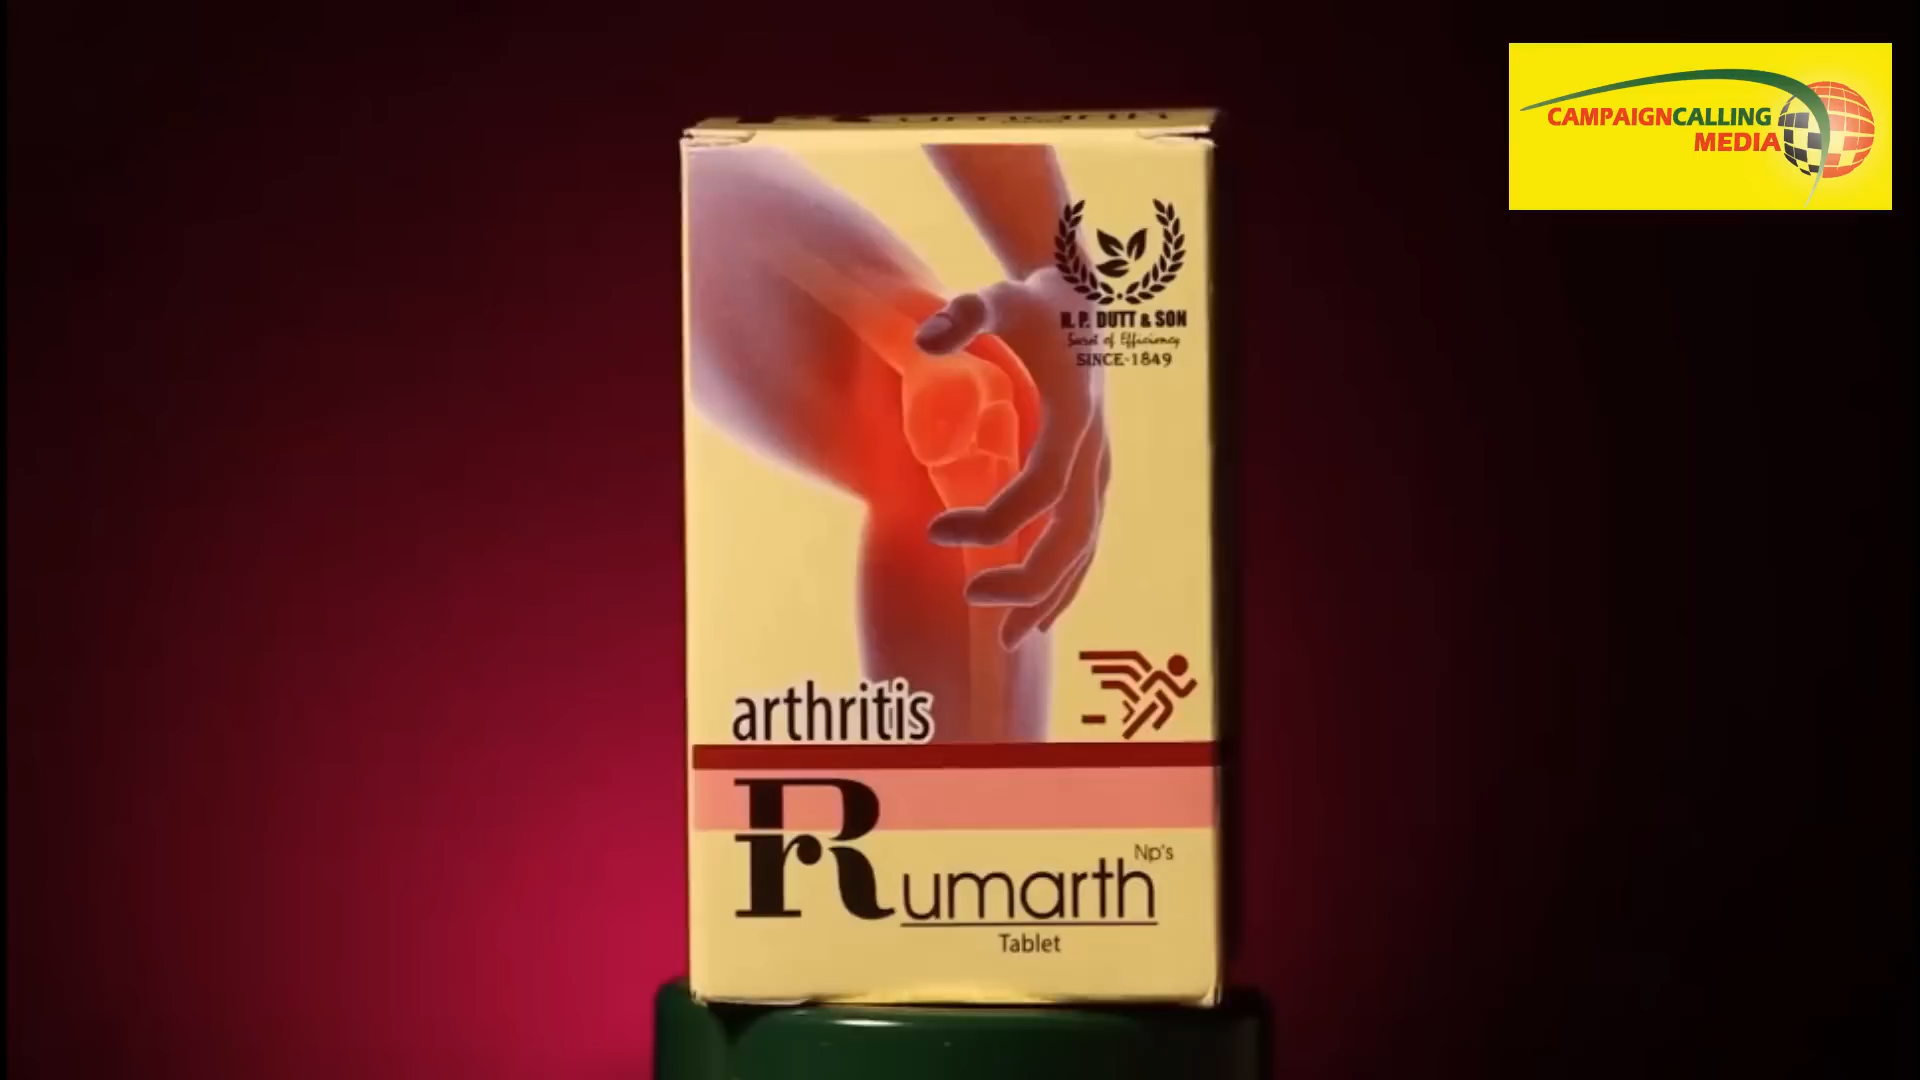 CAMPAIGNCALLING
MEDIA
R. P. DUTT & SON
Secret of Efficiency
SINCE-1849
arthritis
Rumarth
Np's
Tablet